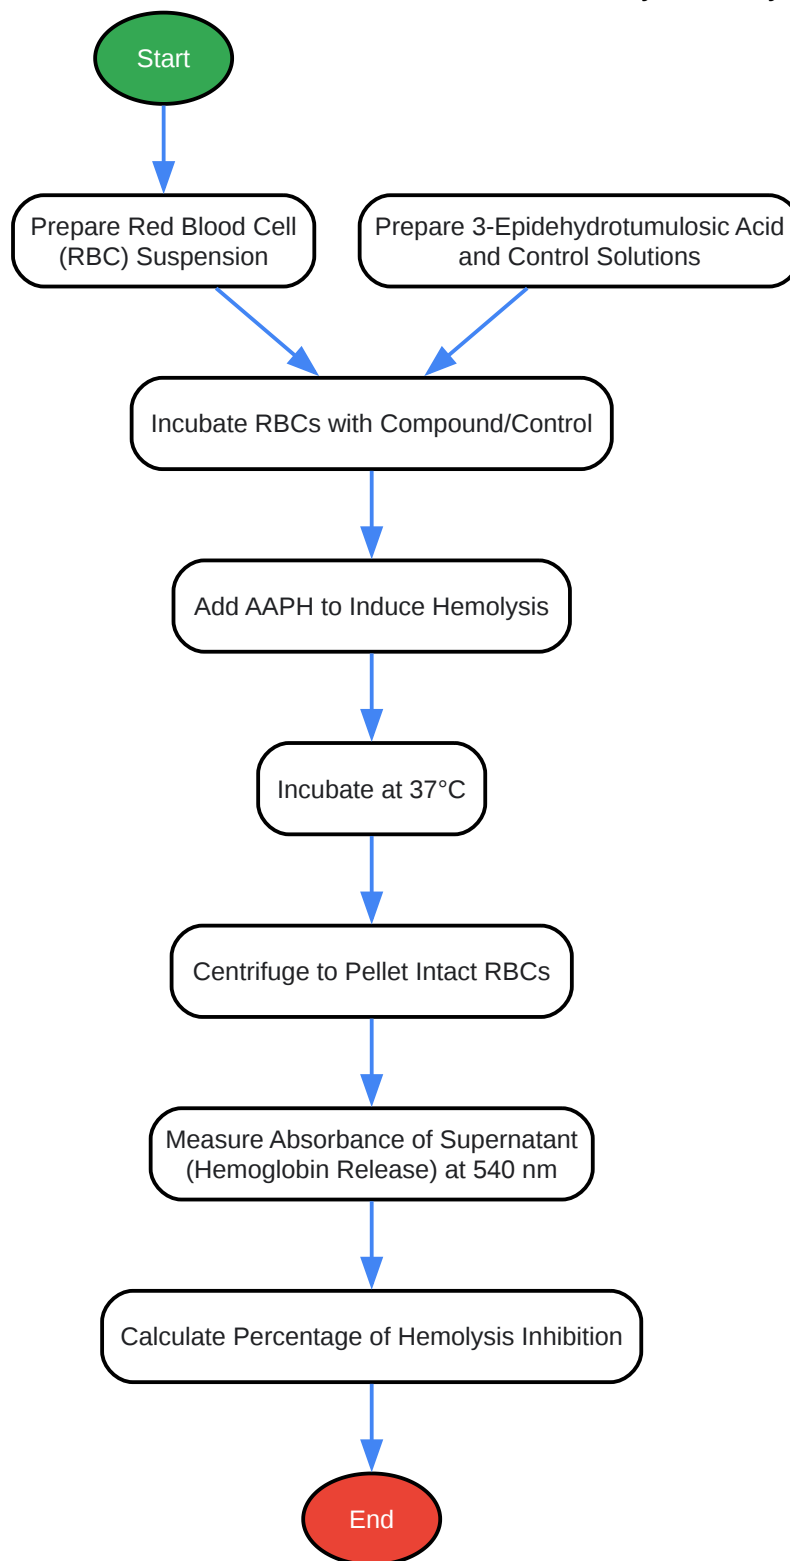 Start
Prepare Red Blood Cell
(RBC) Suspension
Prepare 3-Epidehydrotumulosic Acid
and Control Solutions
Incubate RBCs with Compound/Control
Add AAPH to Induce Hemolysis
Incubate at 37°C
Centrifuge to Pellet Intact RBCs
Measure Absorbance of Supernatant
(Hemoglobin Release) at 540 nm
Calculate Percentage of Hemolysis Inhibition
End